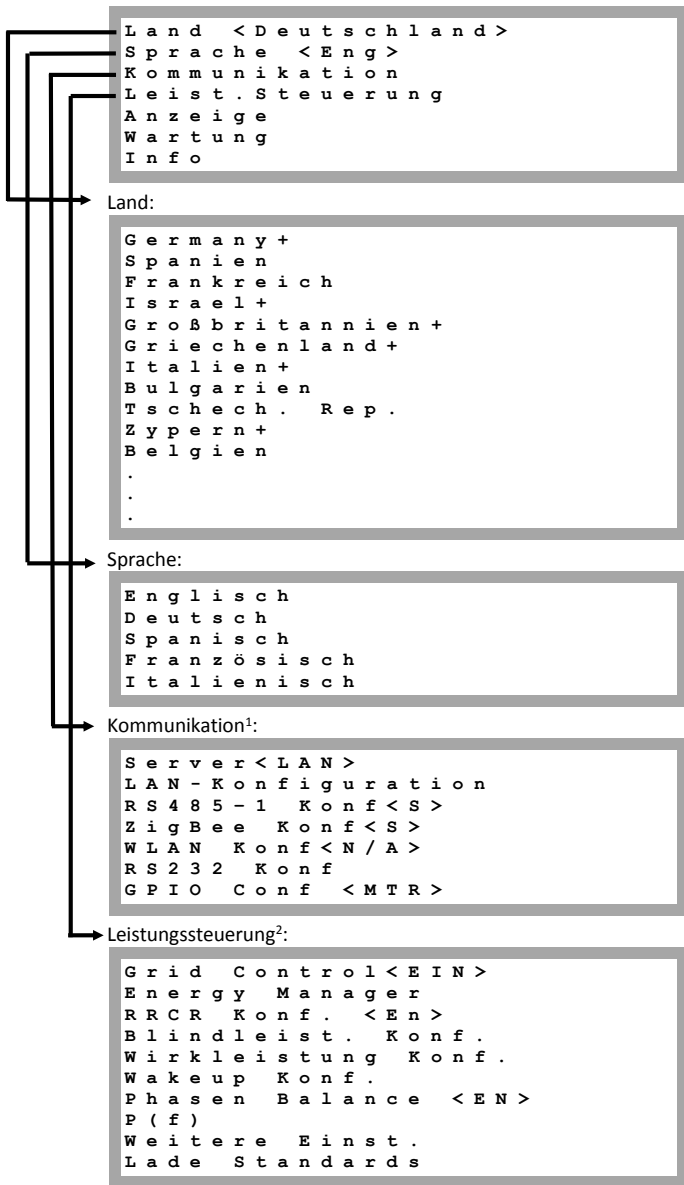 Land <Deutschland>
Sprache <Eng>
Kommunikation
Leist.Steuerung
Anzeige
Wartung
Info
Land:
Germany+
Spanien
Frankreich
Israel+
Großbritannien+
Griechenland+
Italien+
Bulgarien
Tschech. Rep.
Zypern+
Belgien
.
.
.
Sprache:
Englisch
Deutsch
Spanisch
Französisch
Italienisch
Kommunikation¹:
Server<LAN>
LAN-Konfiguration
RS485-1 Konf<S>
ZigBee Konf<S>
WLAN Konf<N/A>
RS232 Konf
GPIO Conf <MTR>
Leistungssteuerung²:
Grid Control<EIN>
Energy Manager
RRCR Konf. <En>
Blindleist. Konf.
Wirkleistung Konf.
Wakeup Konf.
Phasen Balance <EN>
P(f)
Weitere Einst.
Lade Standards